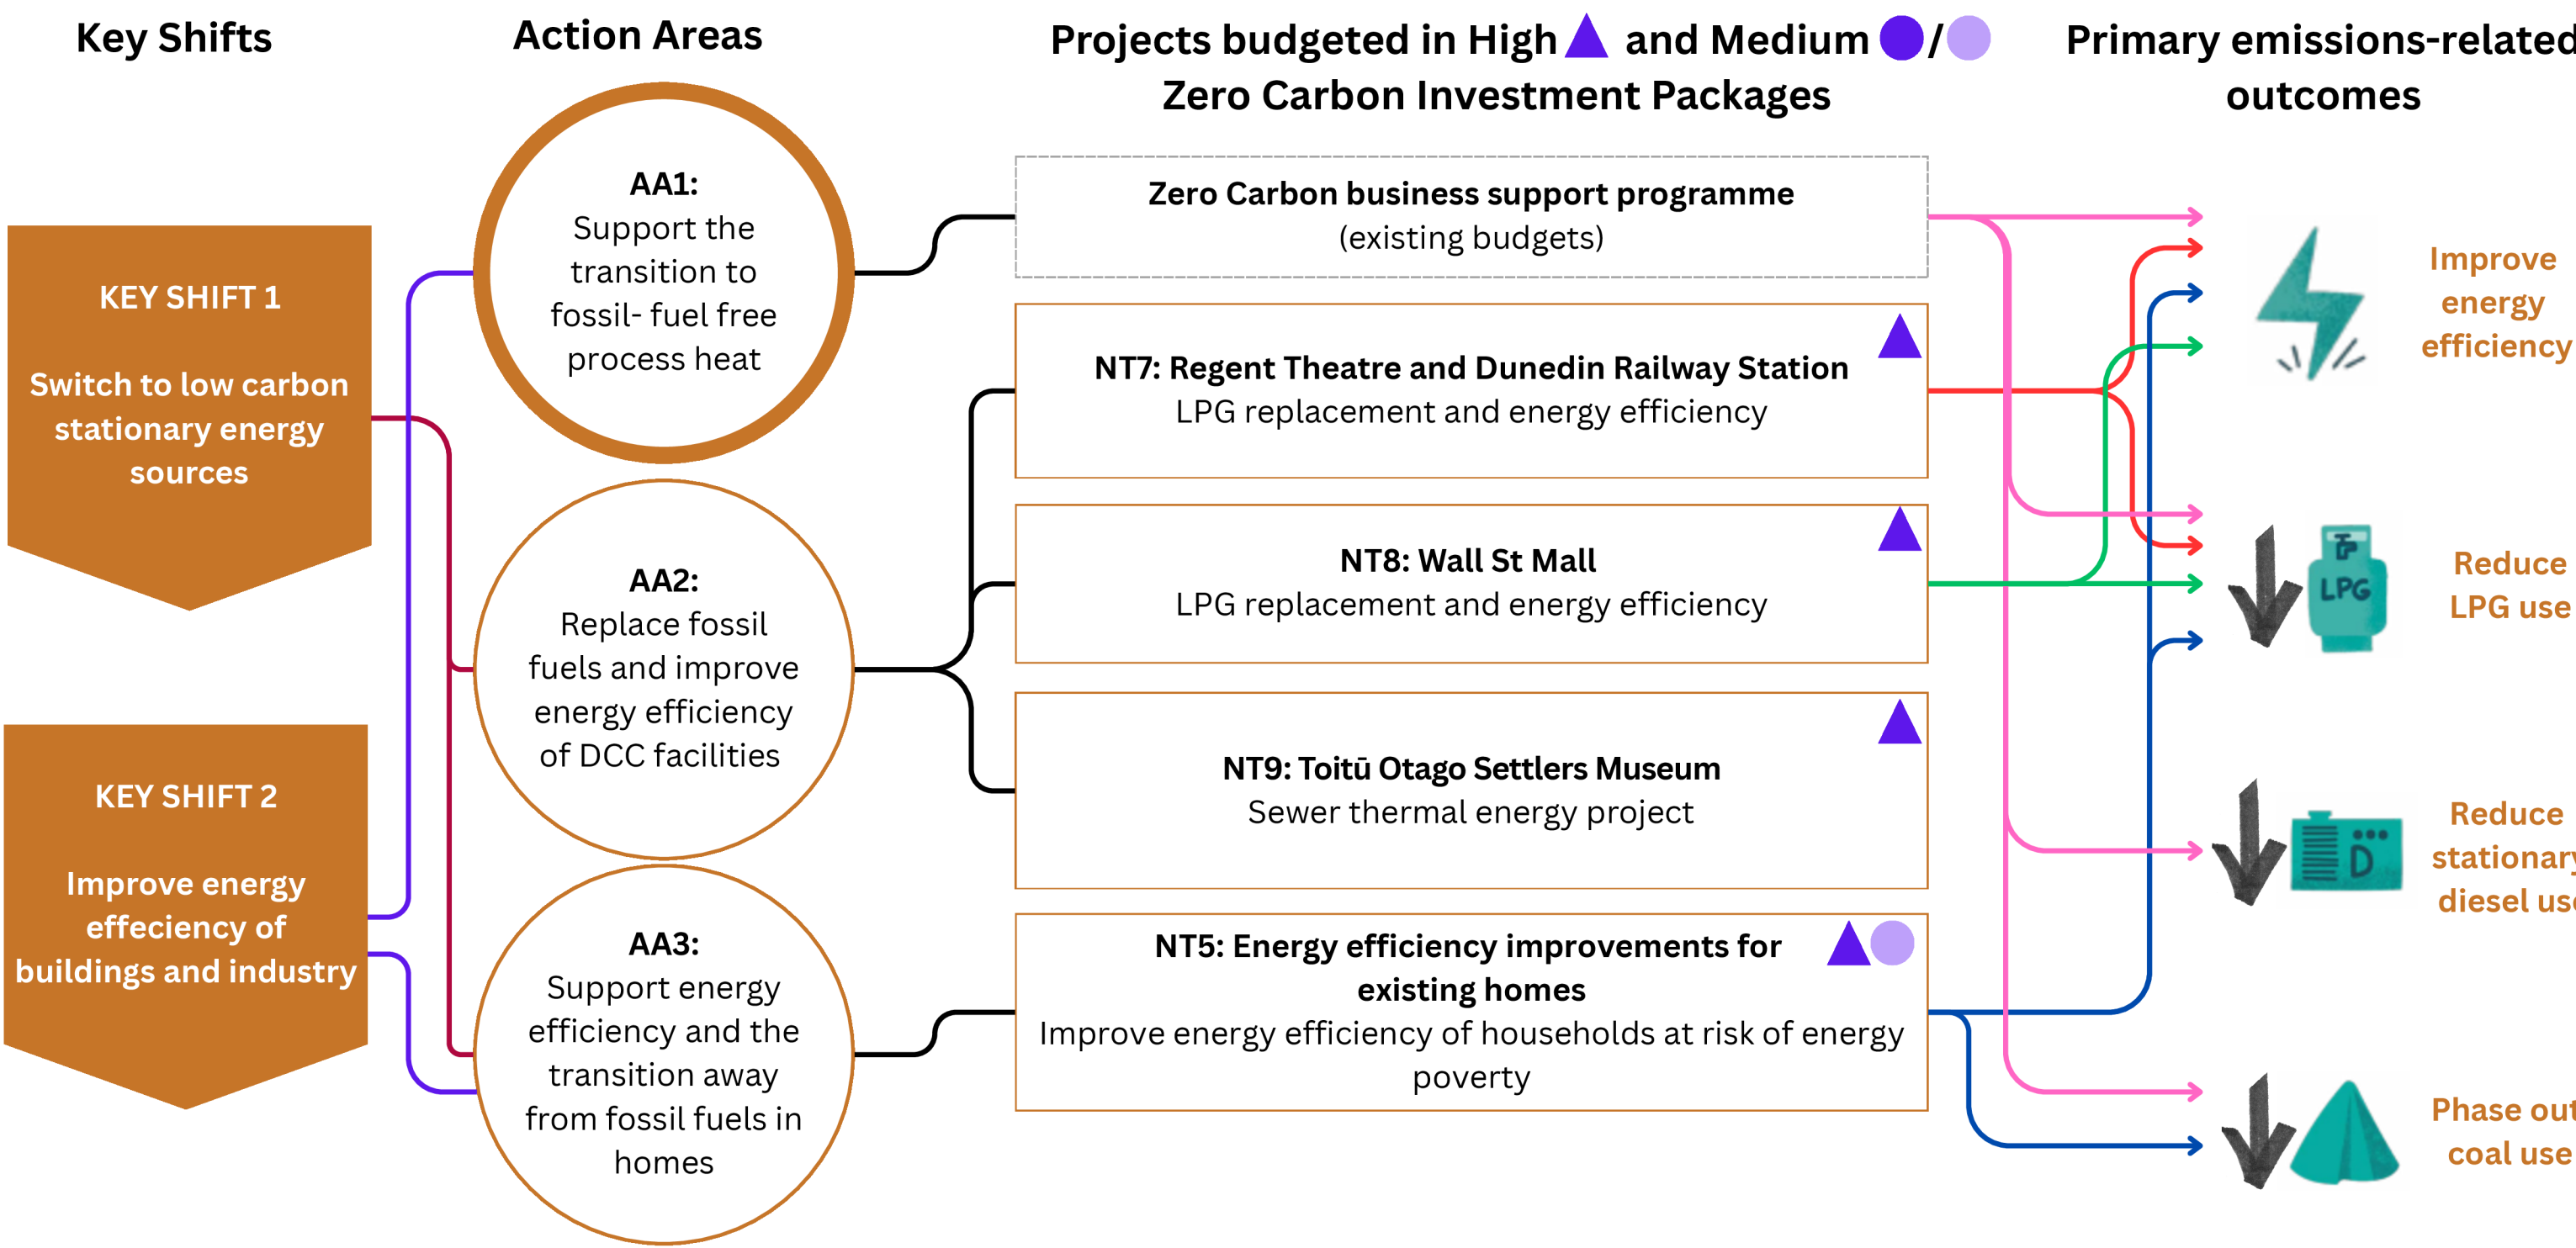 Key Shifts
Action Areas
Projects budgeted in High and Medium /
Zero Carbon Investment Packages
Primary emissions-related
outcomes
KEY SHIFT 1
Switch to low carbon
stationary energy
sources
KEY SHIFT 2
Improve energy
effeciency of
buildings and industry
AA1:
Support the
transition to
fossil- fuel free
process heat
AA2:
Replace fossil
fuels and improve
energy efficiency
of DCC facilities
AA3:
Support energy
efficiency and the
transition away
from fossil fuels in
homes
Zero Carbon business support programme
(existing budgets)
NT7: Regent Theatre and Dunedin Railway Station
LPG replacement and energy efficiency
NT8: Wall St Mall
LPG replacement and energy efficiency
NT9: Toitū Otago Settlers Museum
Sewer thermal energy project
NT5: Energy efficiency improvements for
existing homes
Improve energy efficiency of households at risk of energy
poverty
Improve
energy
efficiency
LPG
Reduce
LPG use
D
Reduce
stationary
diesel use
Phase out
coal use